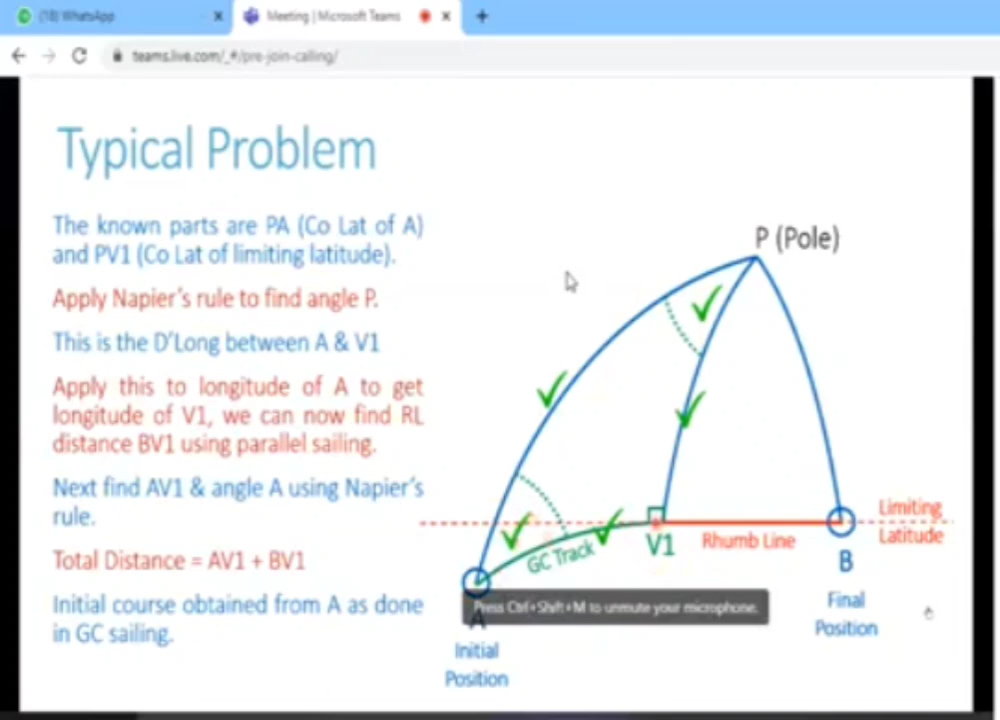 (18) WhatsApp
Meeting | Microsoft Teams
teams.live.com/_#/pre-join-calling/
Typical Problem
The known parts are PA (Co Lat of A)
and PV1 (Co Lat of limiting latitude).
Apply Napier's rule to find angle P.
This is the D'Long between A & V1
Apply this to longitude of A to get
longitude of V1, we can now find RL
distance BV1 using parallel sailing.
Next find AV1 & angle A using Napier's
rule.
Total Distance = AV1 + BV1
Initial course obtained from A as done
in GC sailing.
P (Pole)
GC Track
V1
Rhumb Line
Limiting
Latitude
B
Final
Position
Press Ctrl+Shift+M to unmute your microphone.
A
Initial
Position